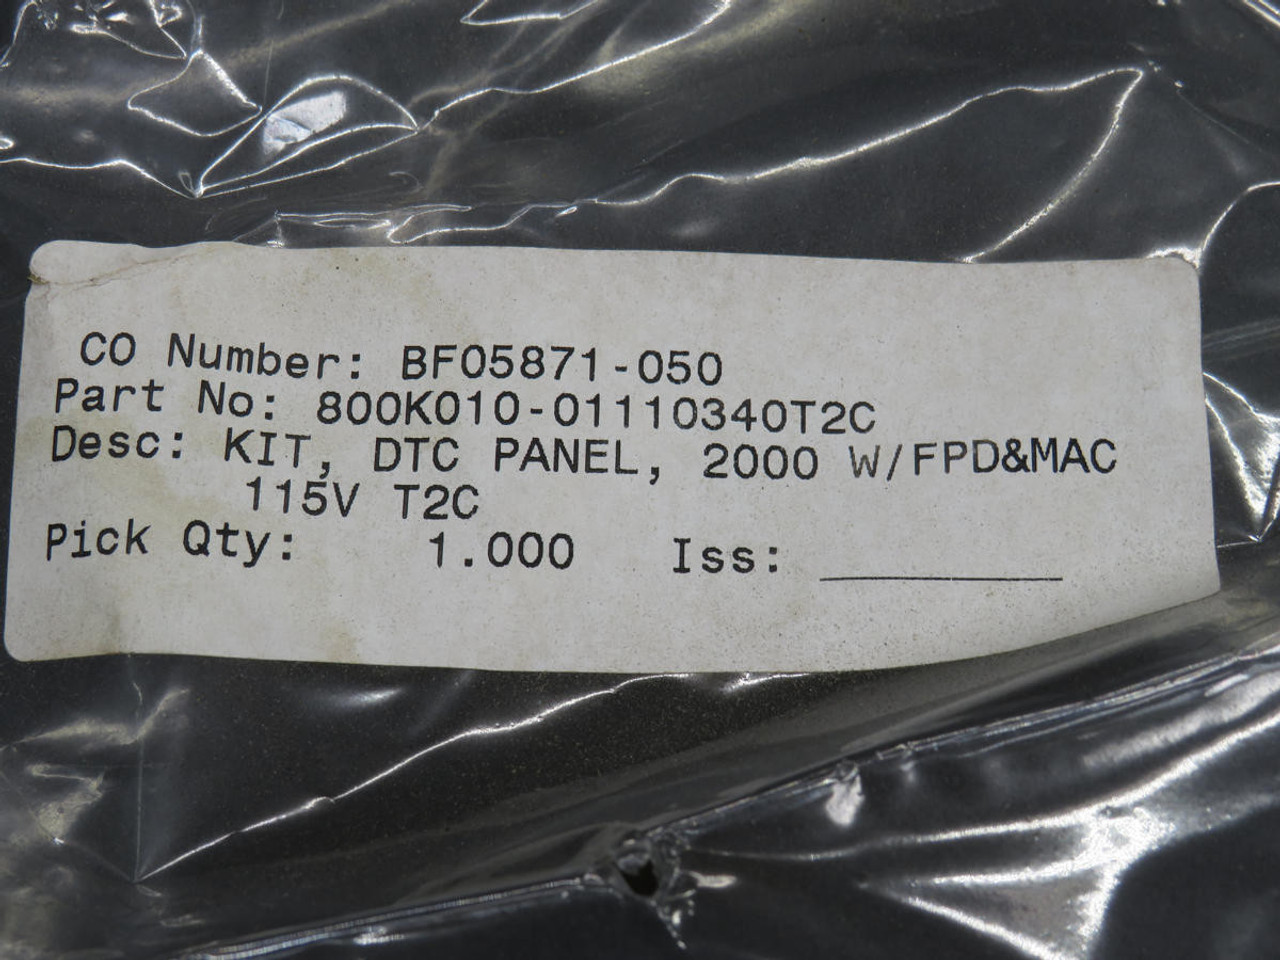 CO Number: BF05871-050
Part No: 800K010-01110340T2C
Desc: KIT, DTC PANEL, 2000 W/FPD&MAC
115V T2C
Pick Qty: 1.000 Iss: